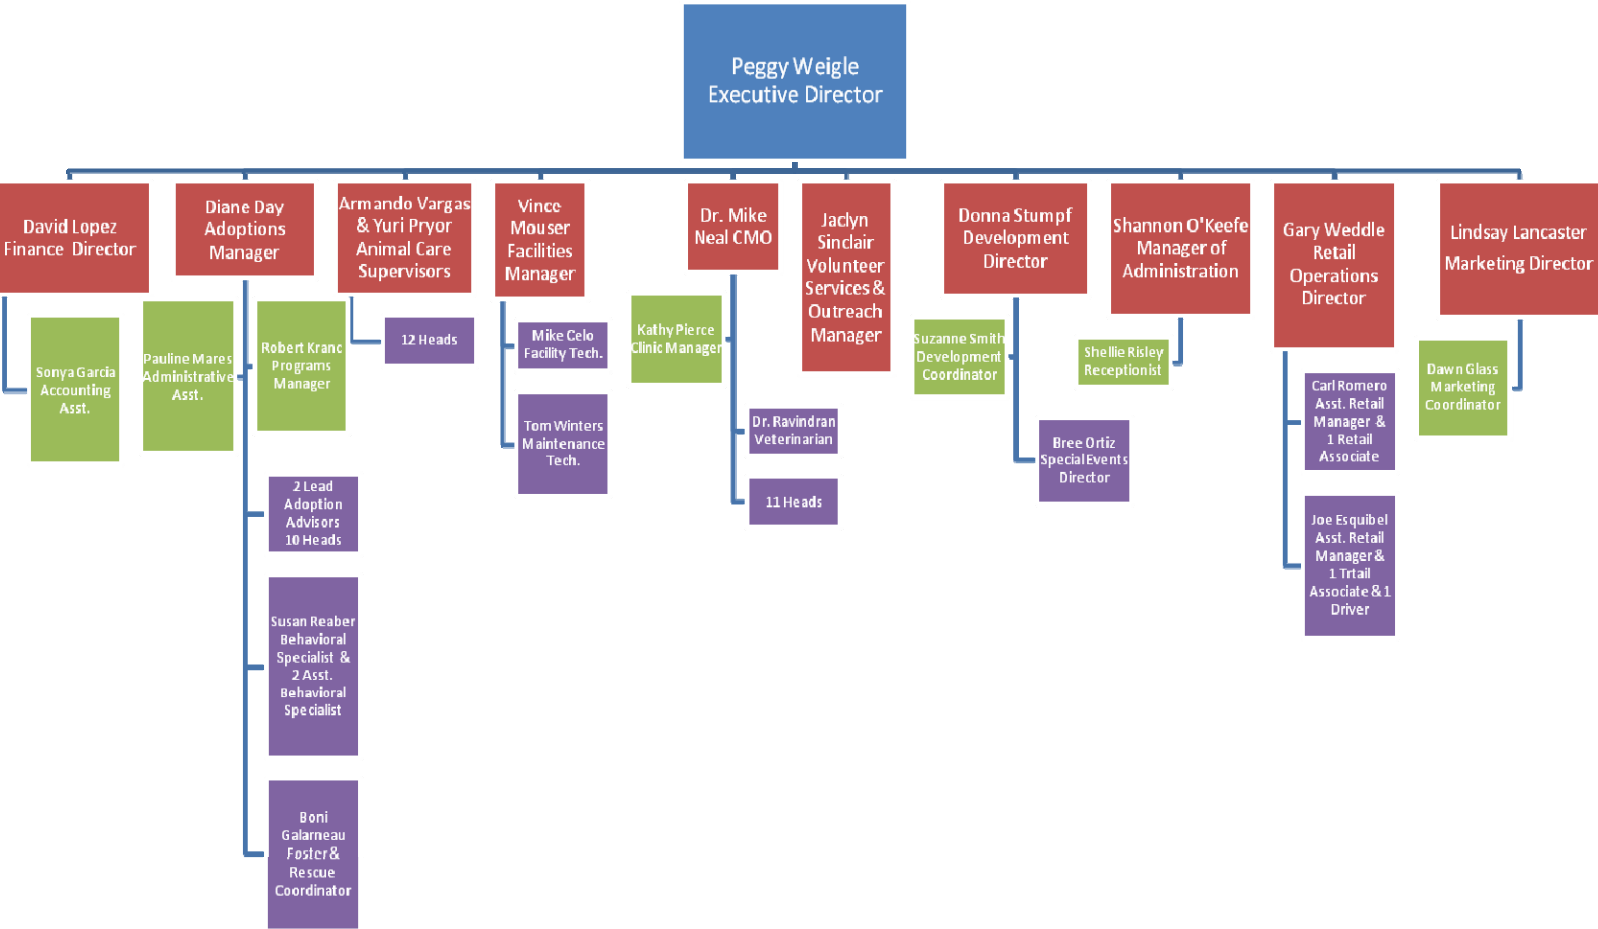 Peggy Weigle
Executive Director
David Lopez
Finance Director
Diane Day
Adoptions
Manager
Armando Vargas
& Yuri Pryor
Animal Care
Supervisors
Vince
Mouser
Facilities
Manager
Dr. Mike
Neal CMO
Jaclyn
Sinclair
Volunteer
Services &
Outreach
Manager
Donna Stumpf
Development
Director
Shannon O'Keefe
Manager of
Administration
Gary Weddle
Retail
Operations
Director
Lindsay Lancaster
Marketing Director
Sonya Garcia
Accounting
Asst.
Pauline Mares
Administrative
Asst.
Robert Kranc
Programs
Manager
2 Lead
Adoption
Advisors
10 Heads
Susan Reaber
Behavioral
Specialist &
2 Asst.
Behavioral
Specialist
Boni
Galarneau
Foster &
Rescue
Coordinator
12 Heads
Mike Celo
Facility Tech.
Tom Winters
Maintenance
Tech.
Kathy Pierce
Clinic Manager
Dr. Ravindran
Veterinarian
11 Heads
Suzanne Smith
Development
Coordinator
Bree Ortiz
Special Events
Director
Shellie Risley
Receptionist
Carl Romero
Asst. Retail
Manager &
1 Retail
Associate
Joe Esquibel
Asst. Retail
Manager &
1 Trtail
Associate & 1
Driver
Dawn Glass
Marketing
Coordinator